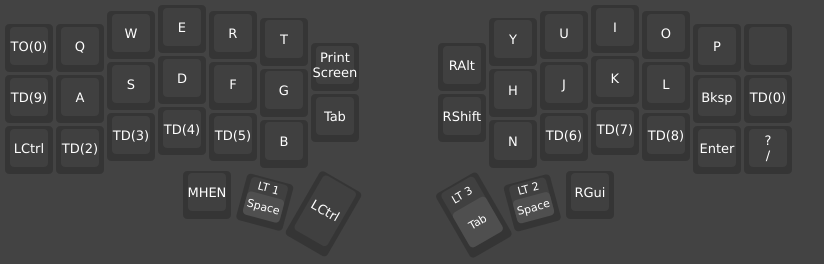 TO(0) Q W E R T
Print
Screen
RAlt Y U I O P
TD(9) A S D F G Tab
RShift H J K L Bksp TD(0)
LCtrl TD(2) TD(3) TD(4) TD(5) B
N TD(6) TD(7) TD(8) Enter ?
/
MHEN LT 1
Space
LCtrl
LT 3
Tab
LT 2
Space
RGui